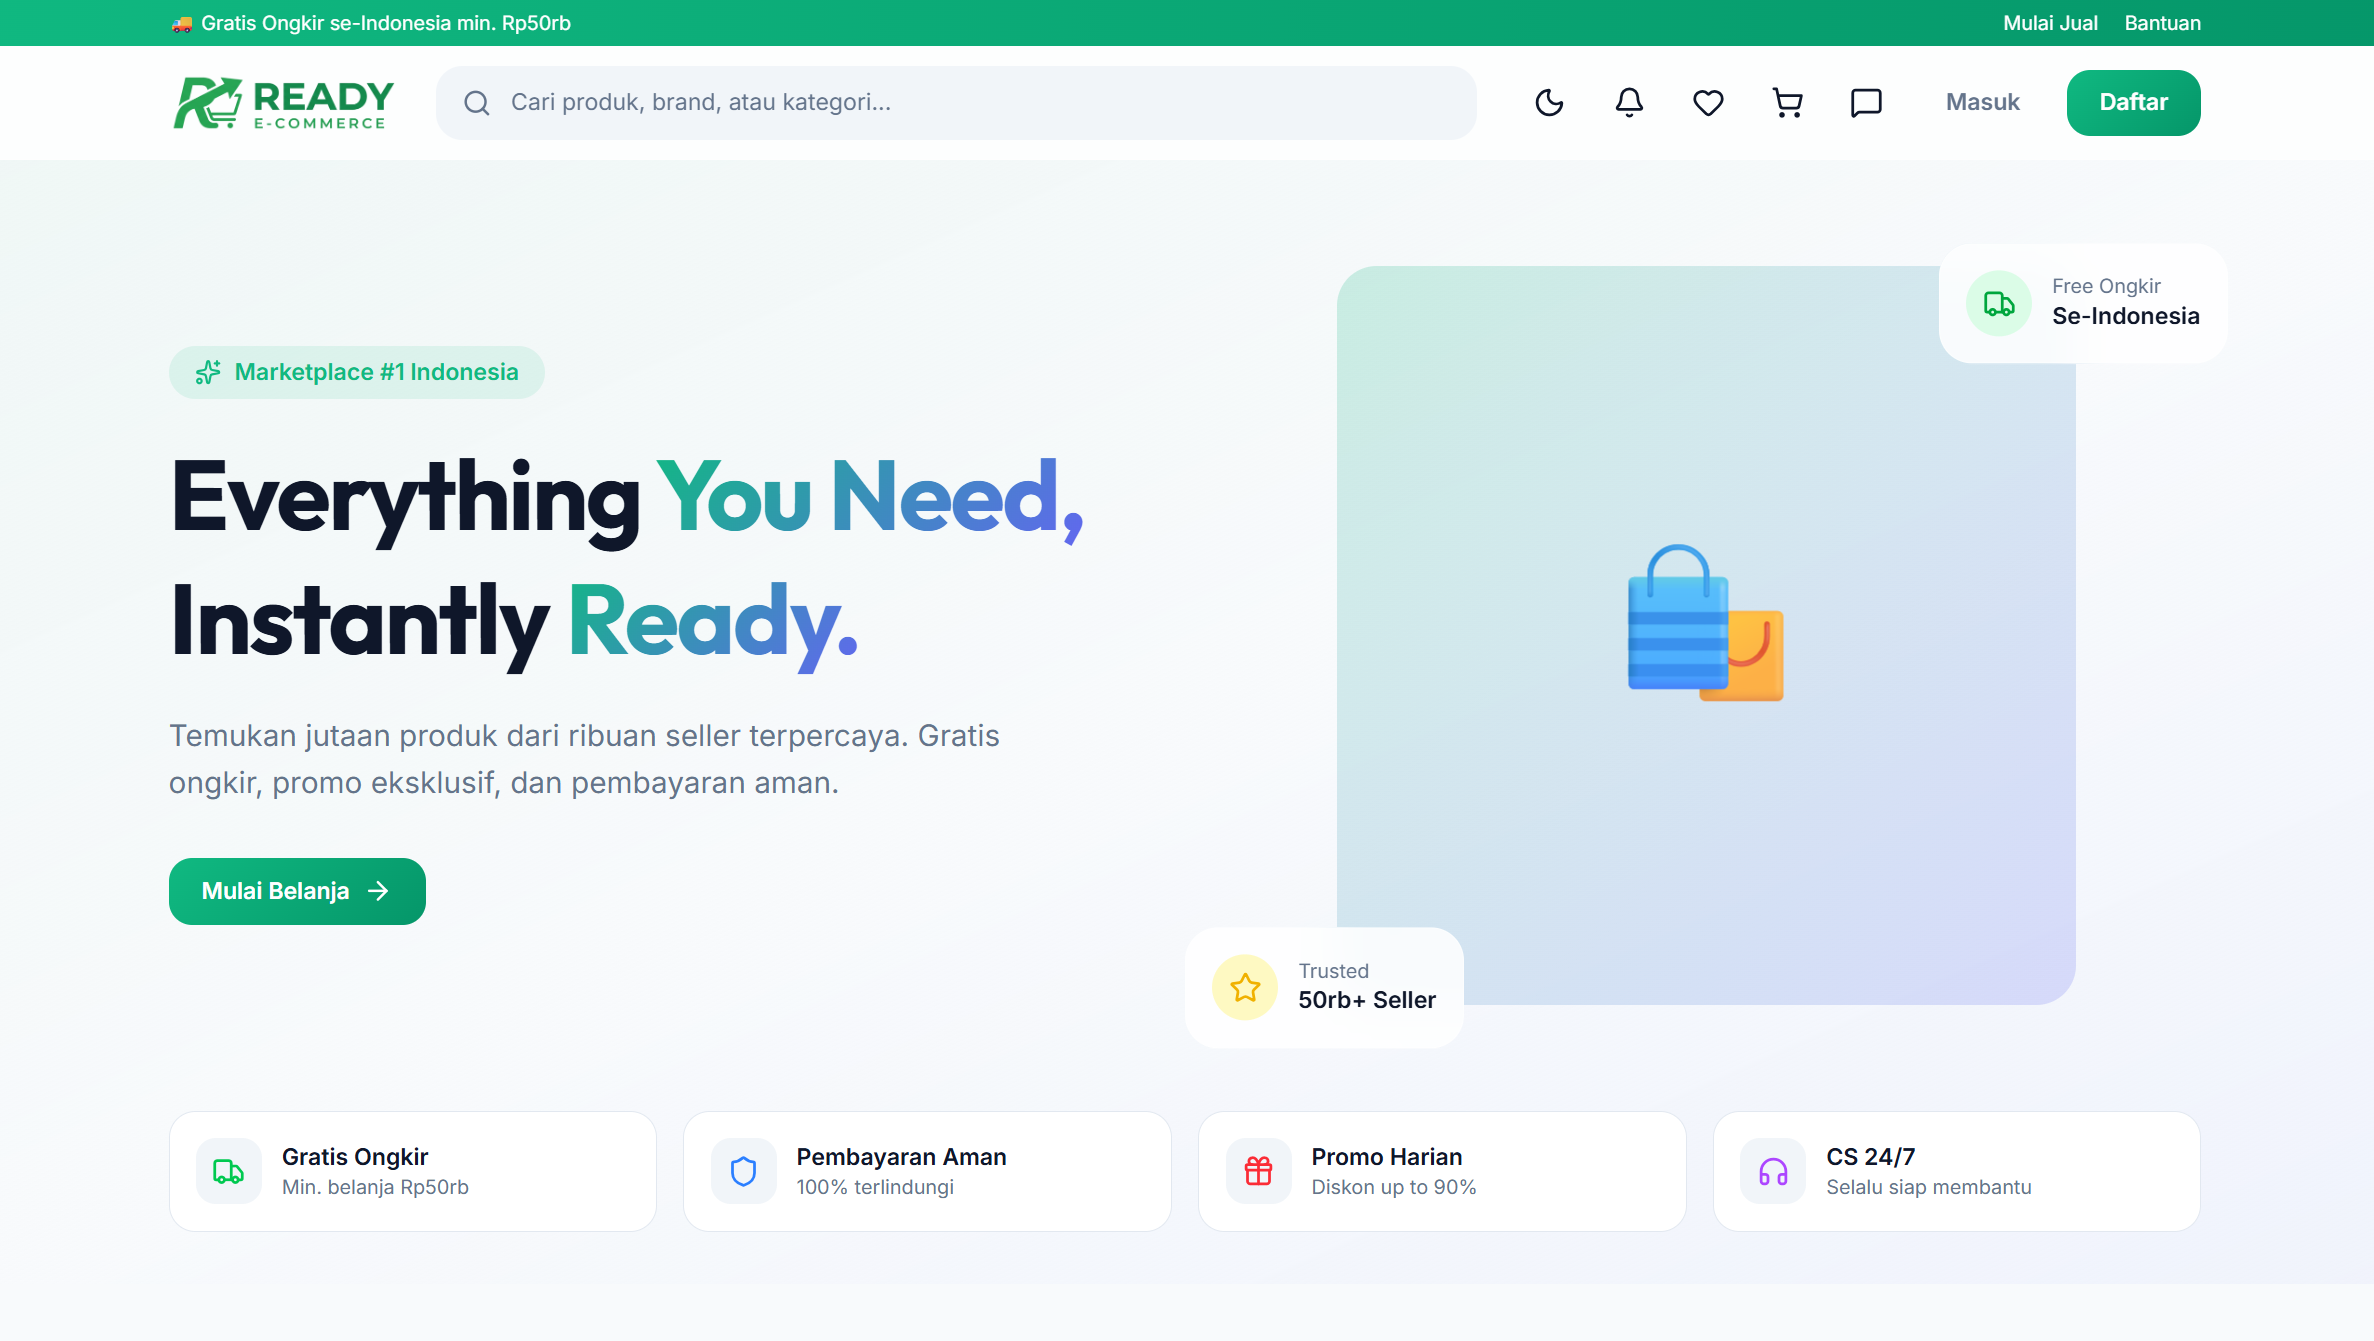 Gratis Ongkir se-Indonesia min. Rp50rb
Mulai Jual
Bantuan
READY
E-COMMERCE
Cari produk, brand, atau kategori...
Masuk
Daftar
Marketplace #1 Indonesia
Everything You Need,
Instantly Ready.
Temukan jutaan produk dari ribuan seller terpercaya. Gratis
ongkir, promo eksklusif, dan pembayaran aman.
Mulai Belanja
Free Ongkir
Se-Indonesia
Trusted
50rb+ Seller
Gratis Ongkir
Min. belanja Rp50rb
Pembayaran Aman
100% terlindungi
Promo Harian
Diskon up to 90%
CS 24/7
Selalu siap membantu